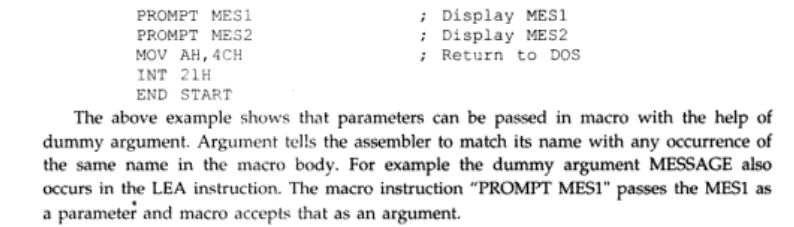 PROMPT MES1 ; Display MES1
PROMPT MES2 ; Display MES2
MOV AH,4CH ; Return to DOS
INT 21H
END START
The above example shows that parameters can be passed in macro with the help of
dummy argument. Argument tells the assembler to match its name with any occurrence of
the same name in the macro body. For example the dummy argument MESSAGE also
occurs in the LEA instruction. The macro instruction "PROMPT MES1" passes the MES1 as
a parameter and macro accepts that as an argument.